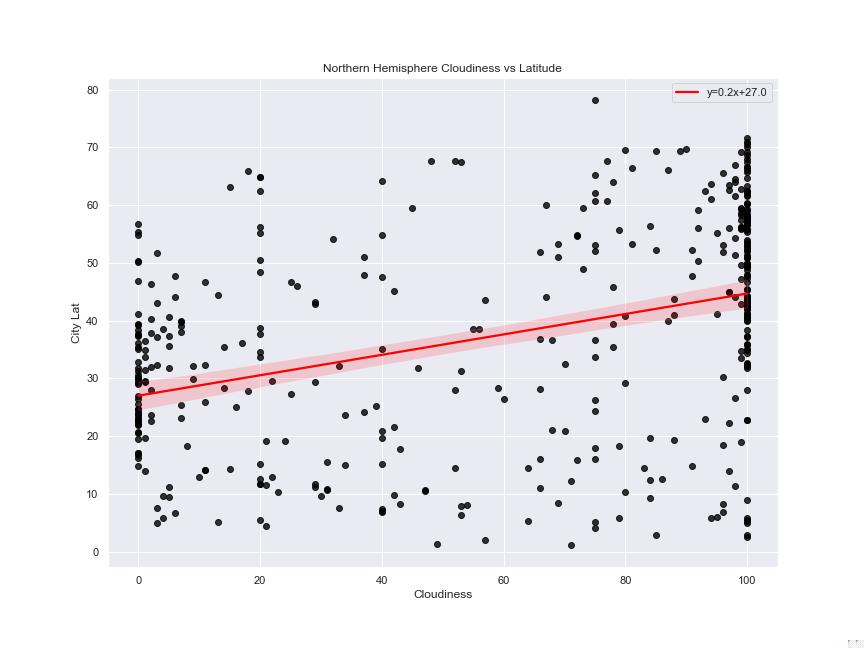 Northern Hemisphere Cloudiness vs Latitude
y=0.2x+27.0
80
70
60
50
40
30
20
10
0
City Lat
0 20 40 60 80 100
Cloudiness